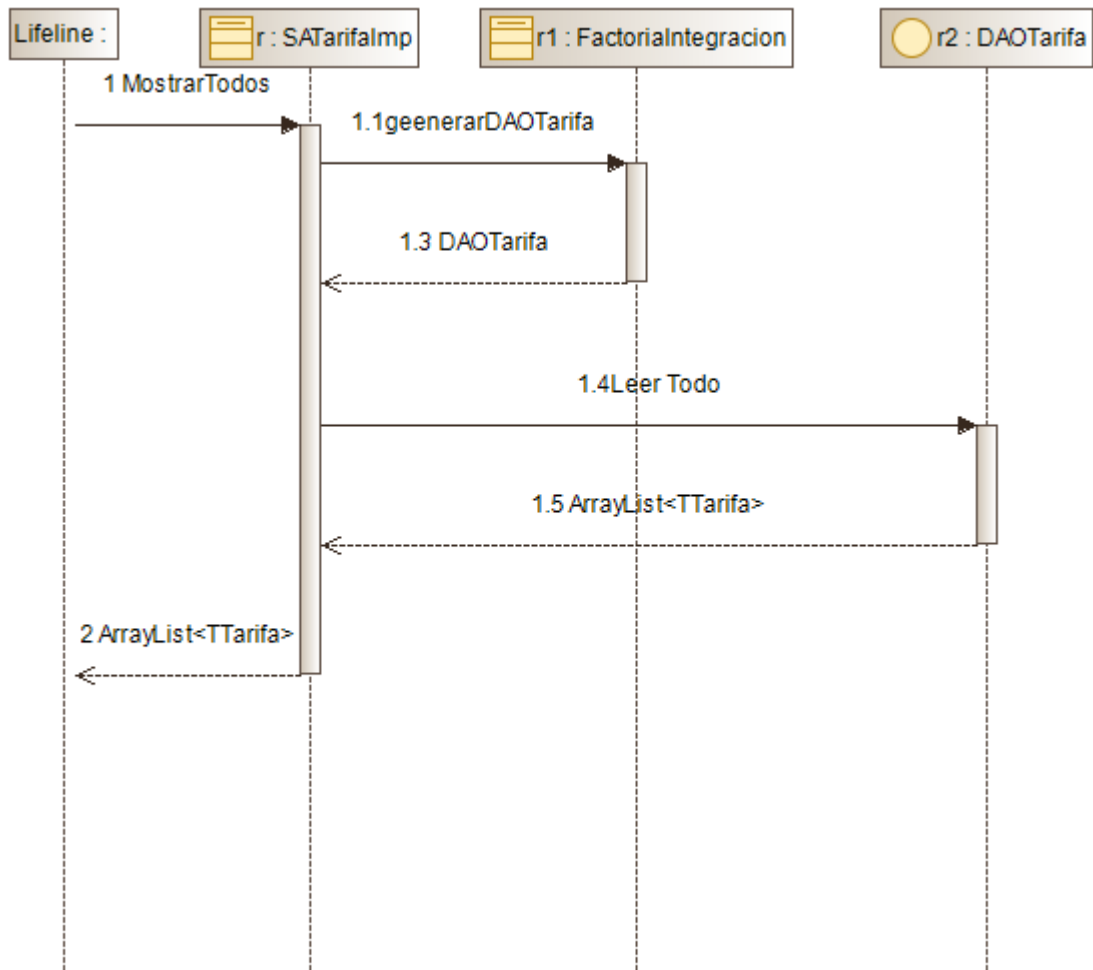 Lifeline :
r : SATarifaImp
r1 : FactoriaIntegracion
r2 : DAOTarifa
1 MostrarTodos
1.1geenerarDAOTarifa
1.3 DAOTarifa
1.4Leer Todo
1.5 ArrayList<TTarifa>
2 ArrayList<TTarifa>